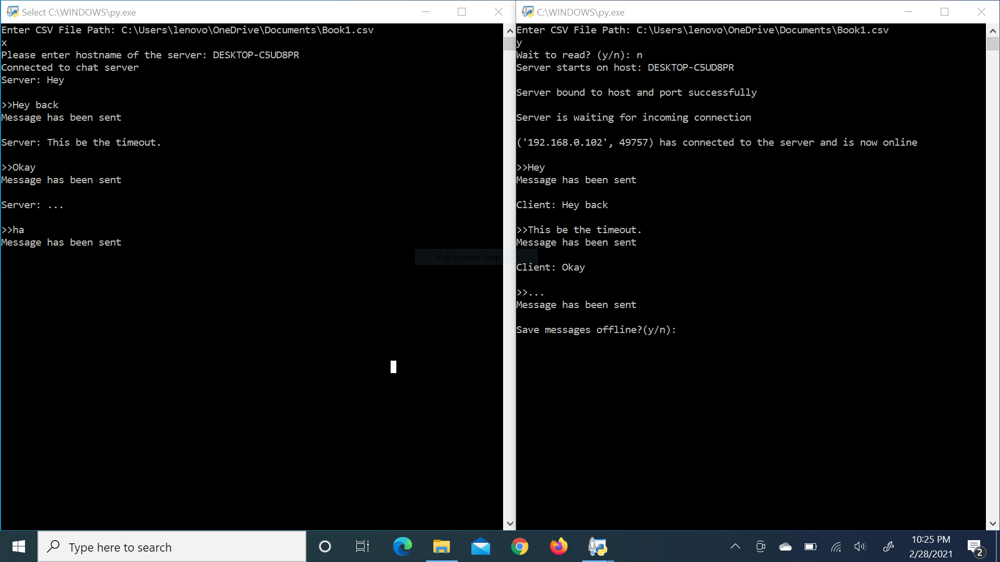 Select C:\WINDOWS\py.exe
Enter CSV File Path: C:\Users\lenovo\OneDrive\Documents\Book1.csv
x
Please enter hostname of the server: DESKTOP-C5UD8PR
Connected to chat server
Server: Hey
>>Hey back
Message has been sent
Server: This be the timeout.
>>Okay
Message has been sent
Server: ...
>>ha
Message has been sent
Full-screen Snip
C:\WINDOWS\py.exe
Enter CSV File Path: C:\Users\lenovo\OneDrive\Documents\Book1.csv
y
Wait to read? (y/n): n
Server starts on host: DESKTOP-C5UD8PR
Server bound to host and port successfully
Server is waiting for incoming connection
('192.168.0.102', 49757) has connected to the server and is now online
>>Hey
Message has been sent
Client: Hey back
>>This be the timeout.
Message has been sent
Client: Okay
>>...
Message has been sent
Save messages offline?(y/n):
Type here to search
10:25 PM
2/28/2021
2